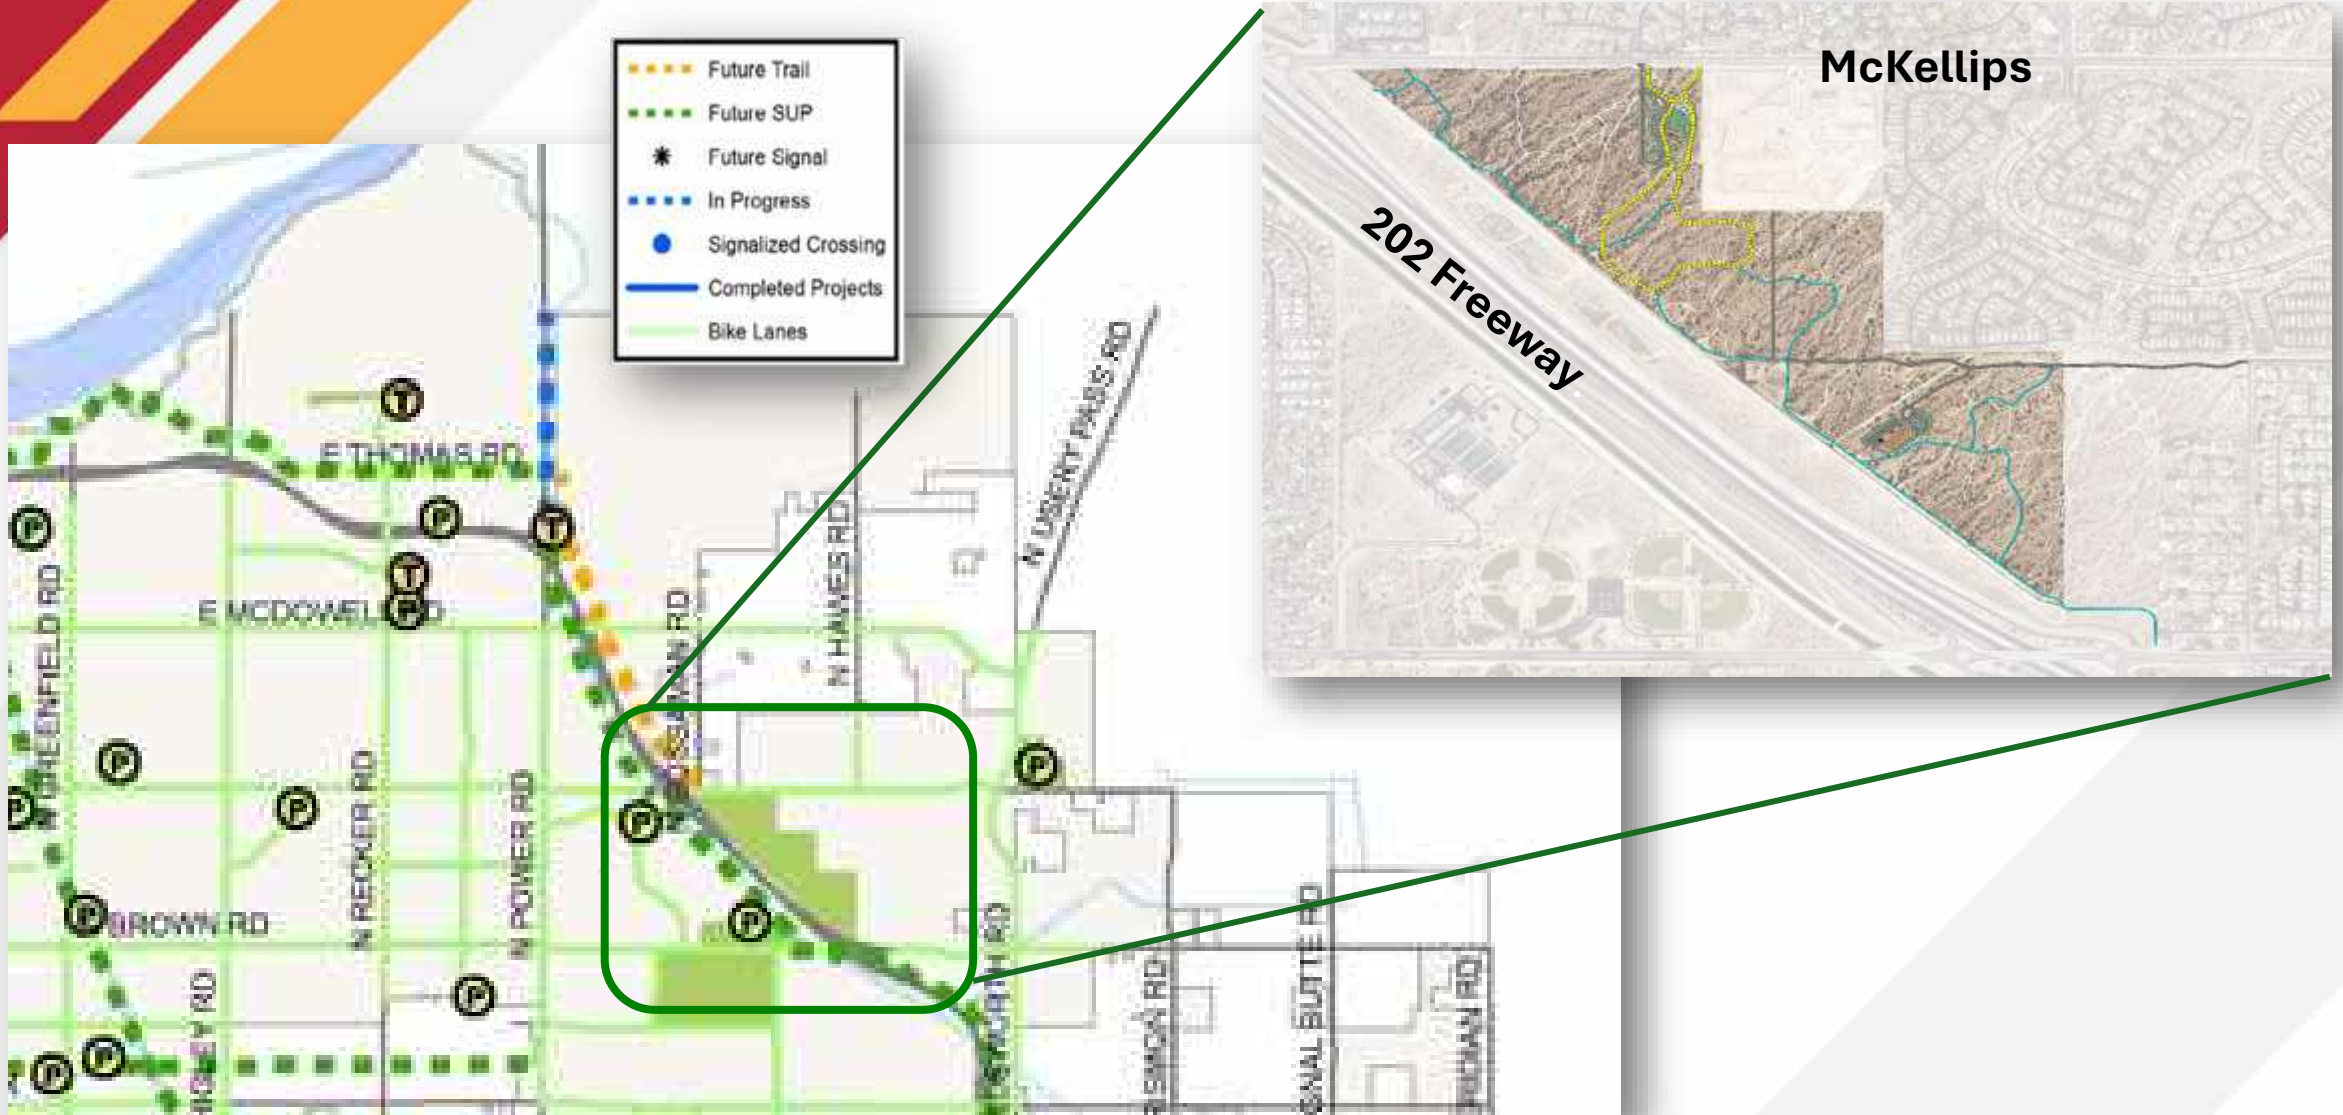 Future Trail
Future SUP
Future Signal
In Progress
Signalized Crossing
Completed Projects
Bike Lanes
McKellips
202 Freeway
N USERY PASS RD
E THOMAS RD
T
P
T
P
T
P
E MCDOWELL RD
N HAWES RD
N GREENFIELD RD
P
P
P
P
P
N RECKER RD
N POWER RD
P
BROWN RD
P
P
P
P